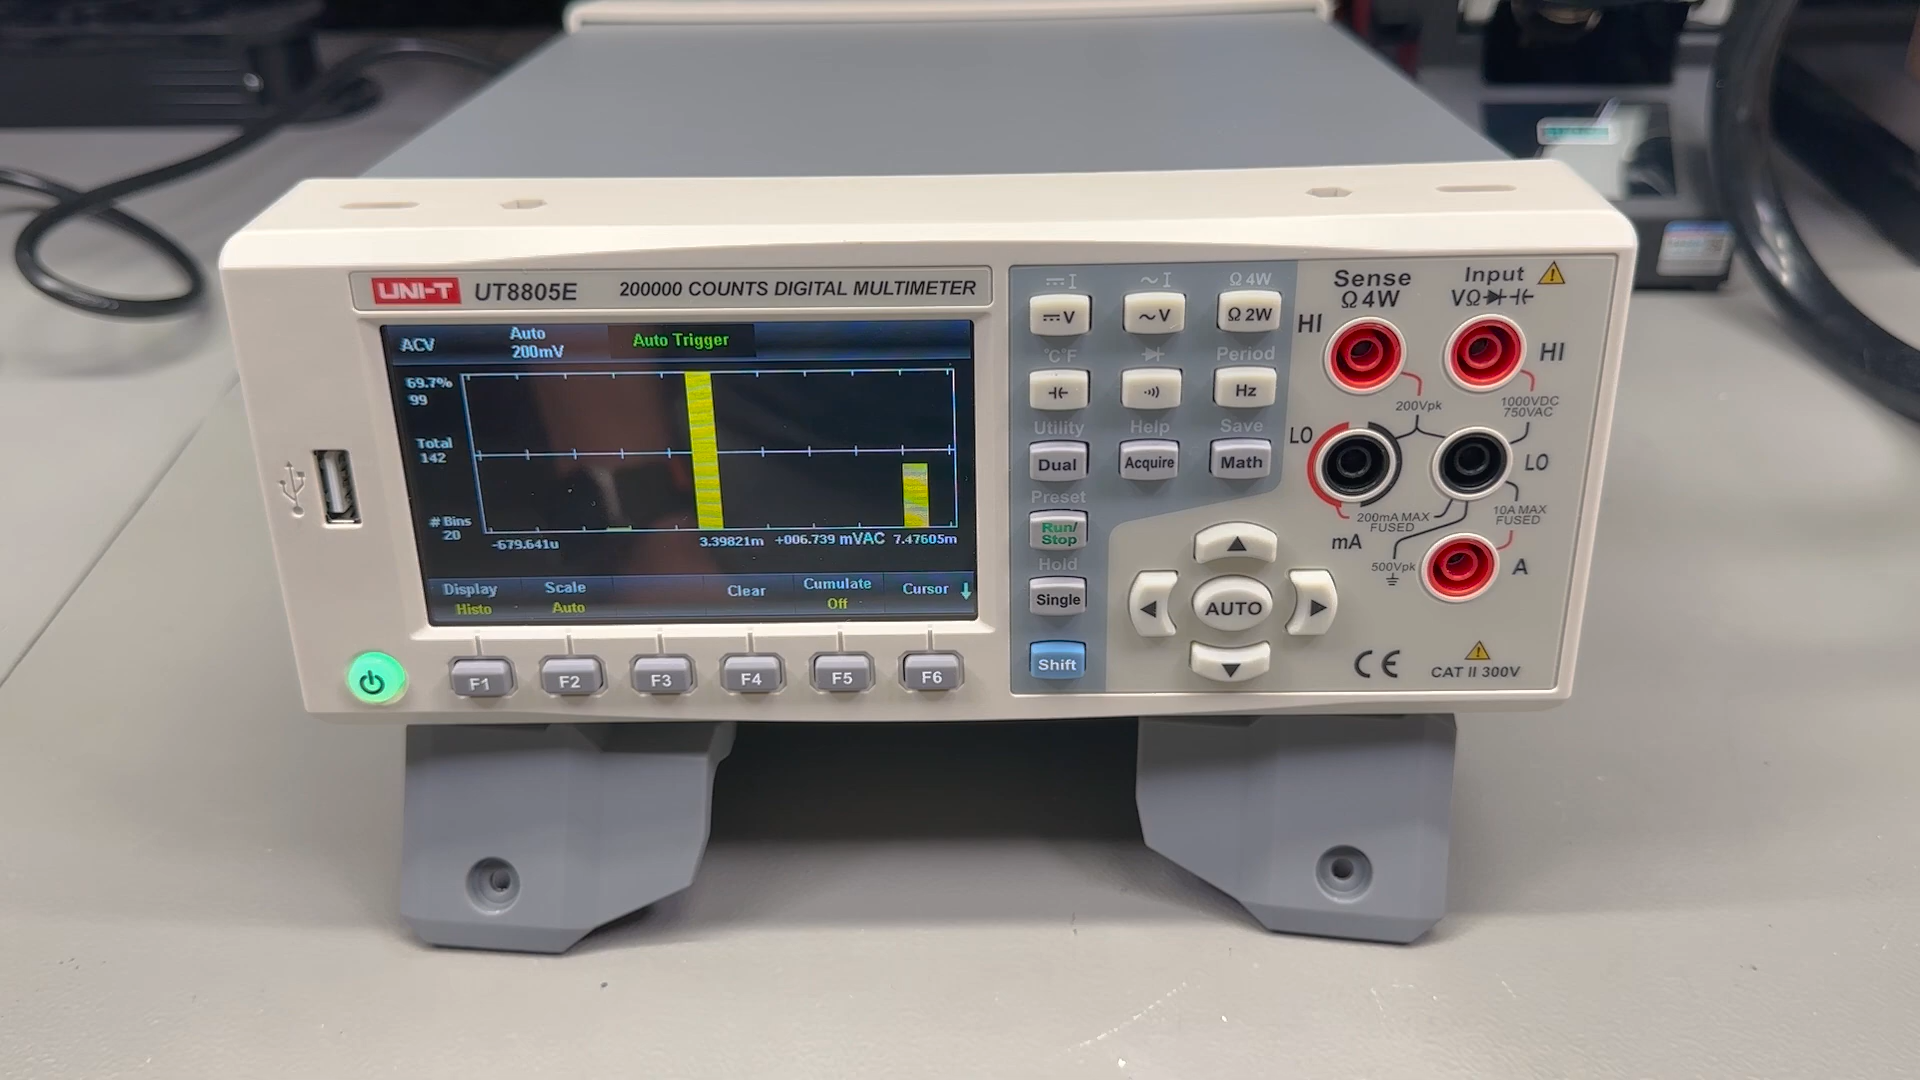 UNI-T UT8805E 200000 COUNTS DIGITAL MULTIMETER
ACV
Auto
200mV
Auto Trigger
69.7%
99
Total
142
# Bins
20
-679.641u
3.39821m
+006.739 mVAC
7.47605m
Display
Histo
Scale
Auto
Clear
Cumulate
Off
Cursor
F1
F2
F3
F4
F5
F6
I
I
Ω 4W
V
V
Ω 2W
°C°F
Period
Hz
Utility
Help
Save
Dual
Acquire
Math
Preset
Run/
Stop
Hold
Single
Shift
AUTO
Sense
Ω 4W
Input
VΩ
HI
HI
200Vpk
1000VDC
750VAC
LO
LO
200mA MAX
FUSED
10A MAX
FUSED
mA
500Vpk
A
CE
CAT II 300V